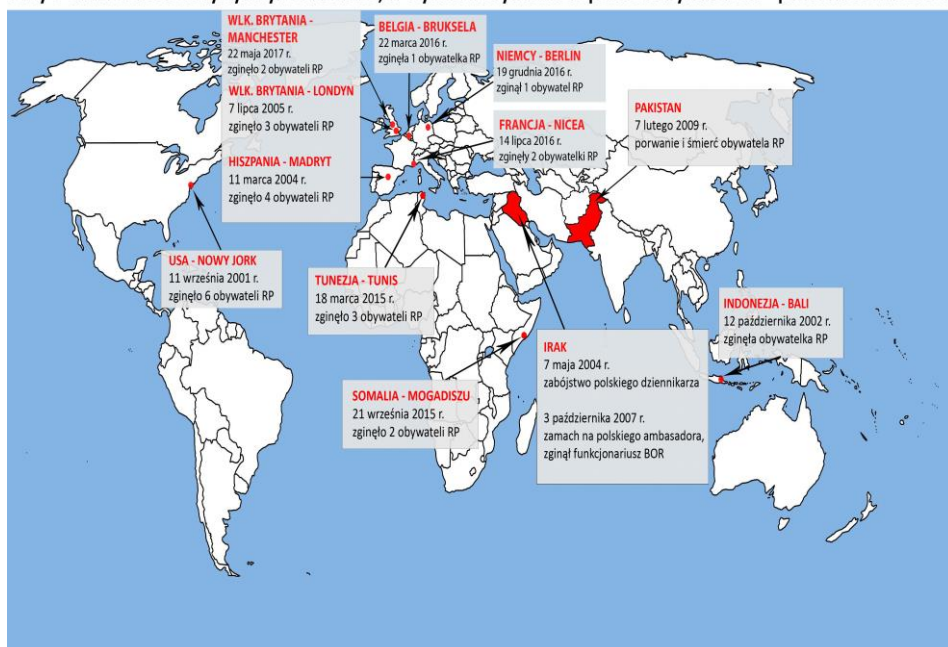 WLK. BRYTANIA -
MANCHESTER
22 maja 2017 r.
zginęło 2 obywateli RP
BELGIA - BRUKSELA
22 marca 2016 r.
zginęła 1 obywatelka RP
NIEMCY - BERLIN
19 grudnia 2016 r.
zginął 1 obywatel RP
WLK. BRYTANIA - LONDYN
7 lipca 2005 r.
zginęło 3 obywateli RP
FRANCJA - NICEA
14 lipca 2016 r.
zginęły 2 obywatelki RP
PAKISTAN
7 lutego 2009 r.
porwanie i śmierć obywatela RP
HISZPANIA - MADRYT
11 marca 2004 r.
zginęło 4 obywateli RP
USA - NOWY JORK
11 września 2001 r.
zginęło 6 obywateli RP
TUNEZJA - TUNIS
18 marca 2015 r.
zginęło 3 obywateli RP
INDONEZJA - BALI
12 października 2002 r.
zginęła obywatelka RP
IRAK
7 maja 2004 r.
zabójstwo polskiego dziennikarza
3 października 2007 r.
zamach na polskiego ambasadora,
zginął funkcjonariusz BOR
SOMALIA - MOGADISZU
21 września 2015 r.
zginęło 2 obywateli RP